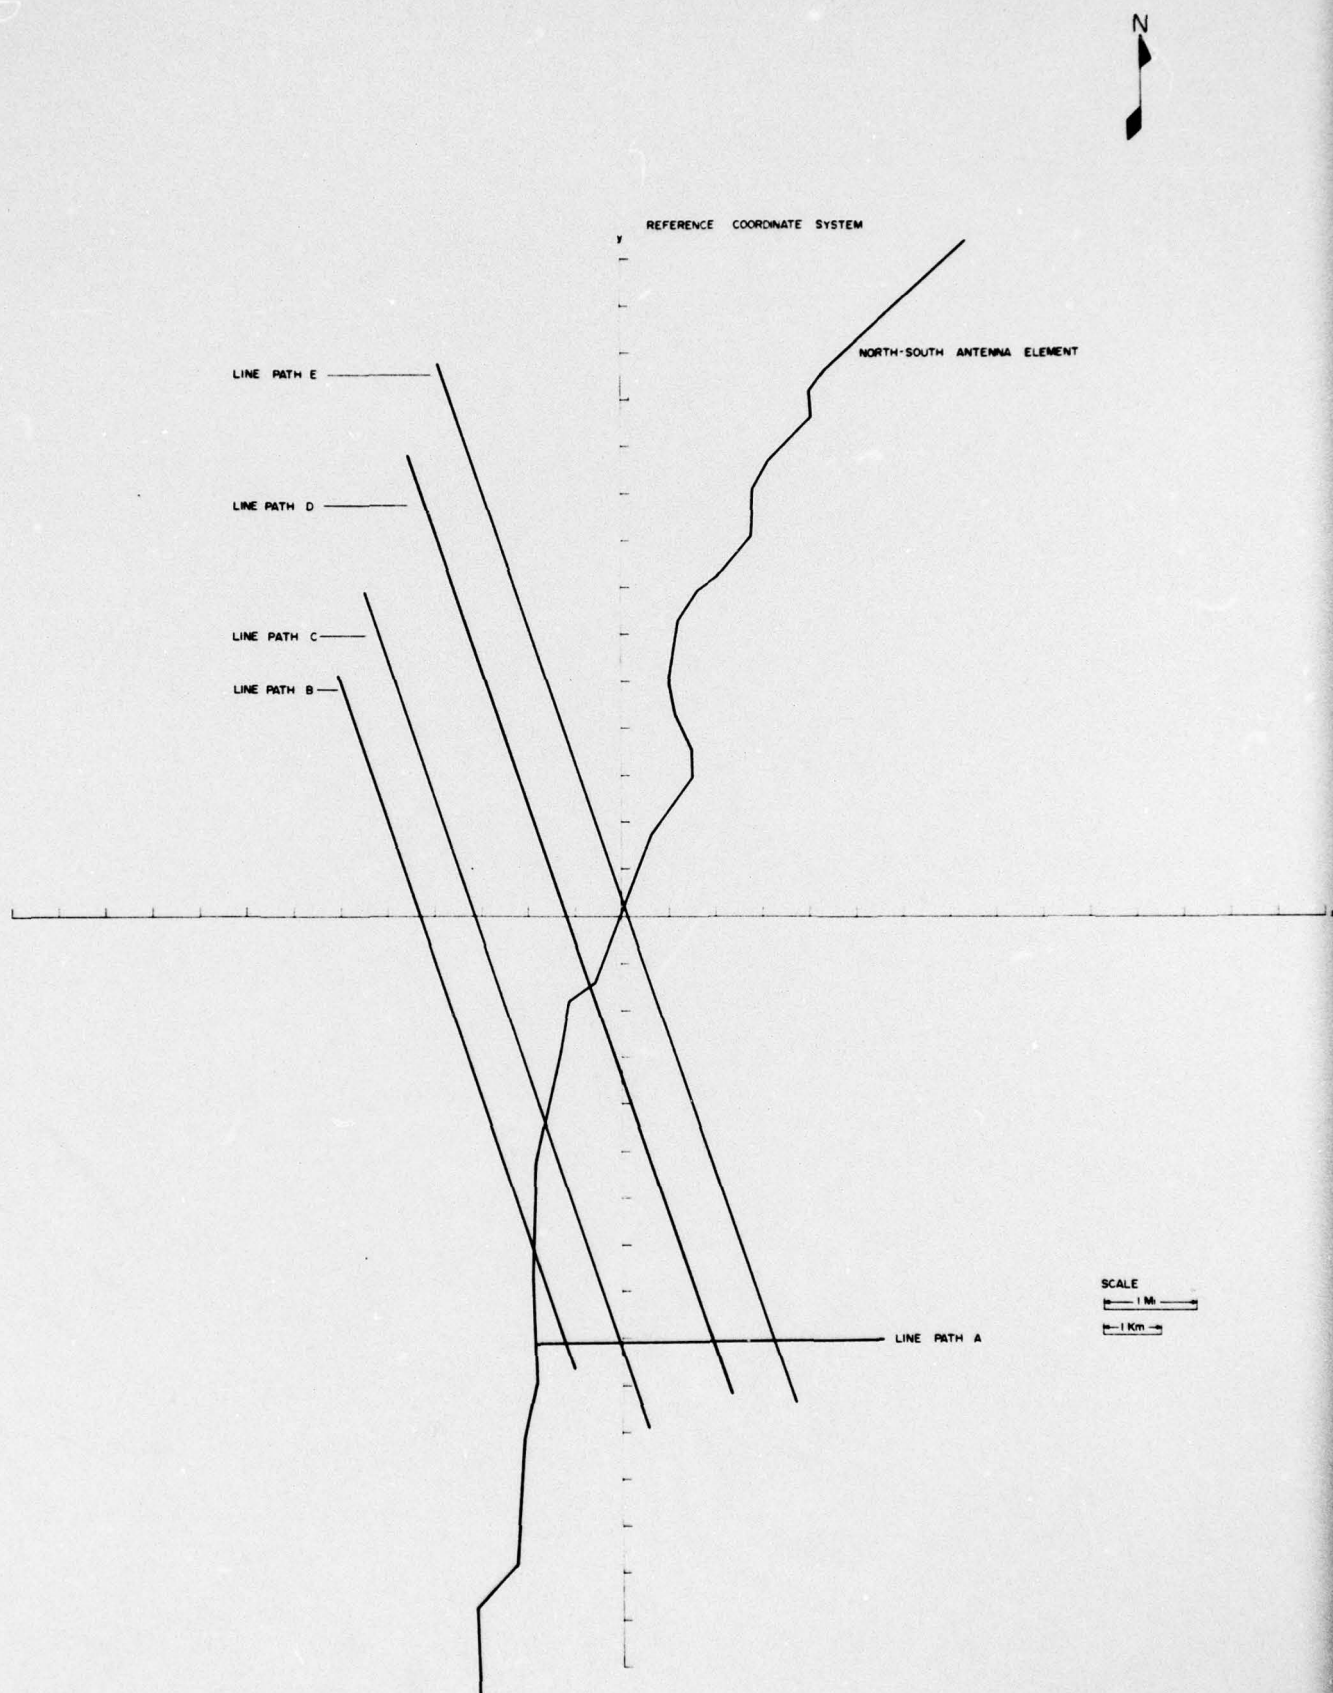 N
REFERENCE COORDINATE SYSTEM
y
NORTH-SOUTH ANTENNA ELEMENT
LINE PATH E
LINE PATH D
LINE PATH C
LINE PATH B
SCALE
1 Mi
1 Km
LINE PATH A